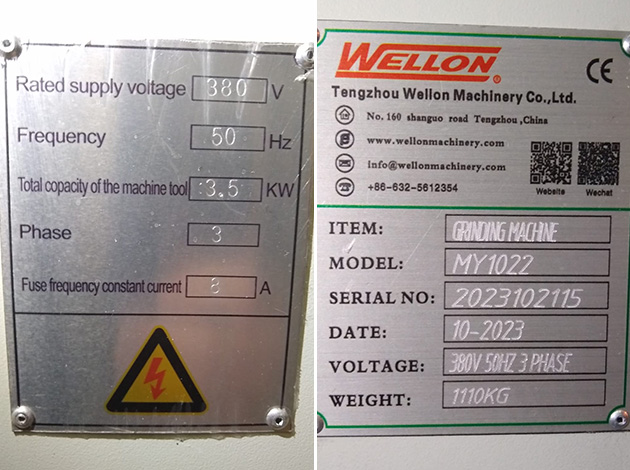 Rated supply voltage 380 V
Frequency 50 Hz
Total copacity of the machine tool 3.5 KW
Phase 3
Fuse frequency constant current 8 A
WELLON ®
CE
Tengzhou Wellon Machinery Co.,Ltd.
No. 160 shanguo road Tengzhou ,China
www.wellonmachinery.com
info@wellonmachinery.com
+86-632-5612354
Website Wechat
ITEM: GRINDING MACHINE
MODEL: MY1022
SERIAL NO: 2023102115
DATE: 10-2023
VOLTAGE: 380V 50HZ 3 PHASE
WEIGHT: 1110KG